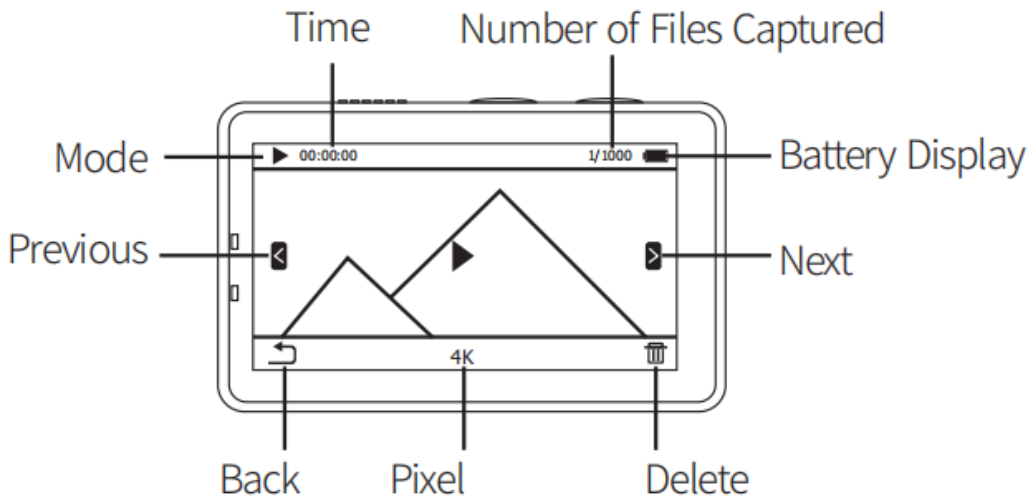 Time
Number of Files Captured
Mode
00:00:00
1/1000
Battery Display
Previous
Next
4K
Back
Pixel
Delete